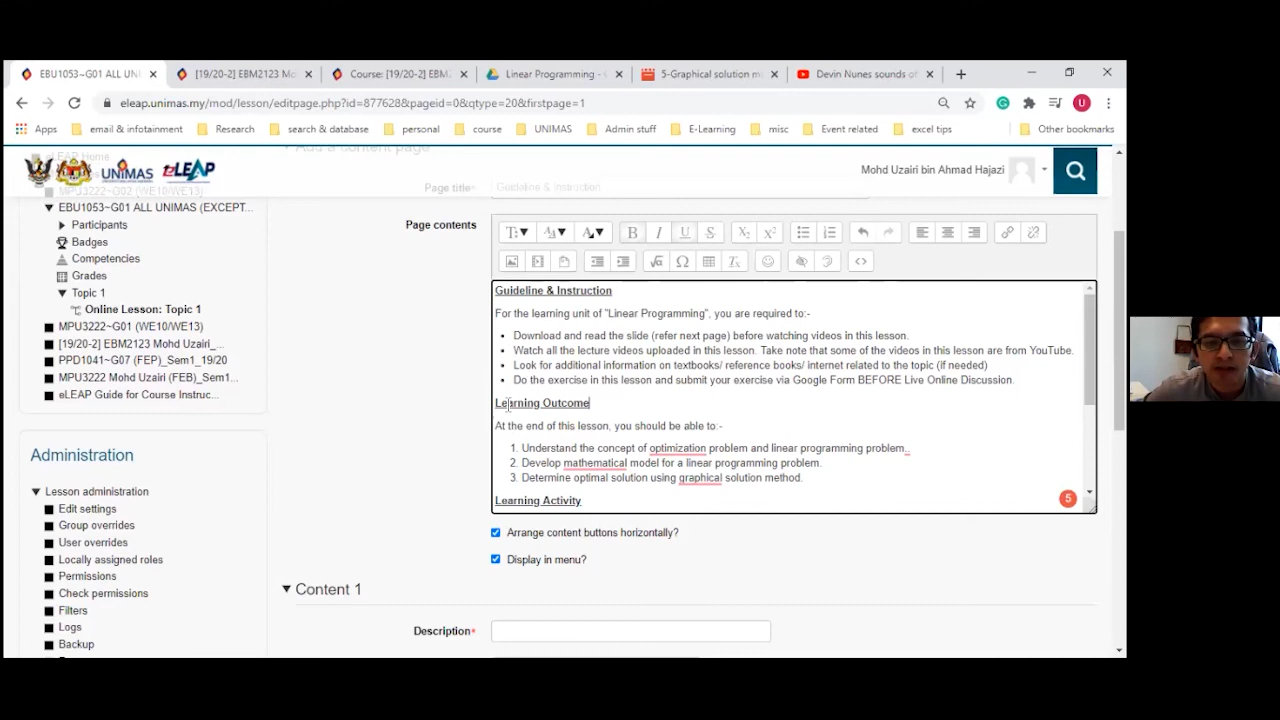 EBU1053~G01 ALL UNI
[19/20-2] EBM2123 Mo
Course: [19/20-2] EBM
Linear Programming - G
5-Graphical solution m
Devin Nunes sounds of
eleap.unimas.my/mod/lesson/editpage.php?id=877628&pageid=0&qtype=20&firstpage=1
U
Apps
email & infotainment
Research
search & database
personal
course
UNIMAS
Admin stuff
E-Learning
misc
Event related
excel tips
Other bookmarks
eLEAP Home
Add a content page
UNIMAS
eLEAP
Mohd Uzairi bin Ahmad Hajazi
MPU3222~G02 (WE10/WE13)
Page title*
Guideline & Instruction
EBU1053~G01 ALL UNIMAS (EXCEPT...
Participants
Badges
Competencies
Grades
Topic 1
Online Lesson: Topic 1
MPU3222~G01 (WE10/WE13)
[19/20-2] EBM2123 Mohd Uzairi_...
PPD1041~G07 (FEP)_Sem1_19/20
MPU3322 Mohd Uzairi (FEB)_Sem1...
eLEAP Guide for Course Instruc...
Page contents
Guideline & Instruction
For the learning unit of "Linear Programming", you are required to:-
Download and read the slide (refer next page) before watching videos in this lesson.
Watch all the lecture videos uploaded in this lesson. Take note that some of the videos in this lesson are from YouTube.
Look for additional information on textbooks/ reference books/ internet related to the topic (if needed)
Do the exercise in this lesson and submit your exercise via Google Form BEFORE Live Online Discussion.
Learning Outcome
At the end of this lesson, you should be able to:-
1. Understand the concept of optimization problem and linear programming problem..
2. Develop mathematical model for a linear programming problem.
3. Determine optimal solution using graphical solution method.
Learning Activity
5
Arrange content buttons horizontally?
Display in menu?
Content 1
Description*
Administration
Lesson administration
Edit settings
Group overrides
User overrides
Locally assigned roles
Permissions
Check permissions
Filters
Logs
Backup